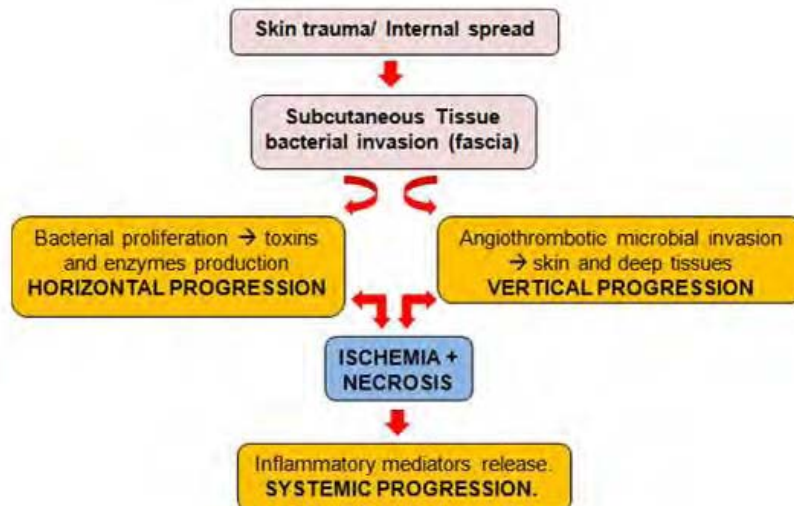 Skin trauma/ Internal spread
Subcutaneous Tissue
bacterial invasion (fascia)
Bacterial proliferation → toxins
and enzymes production
HORIZONTAL PROGRESSION
Angiothrombotic microbial invasion
→ skin and deep tissues
VERTICAL PROGRESSION
ISCHEMIA +
NECROSIS
Inflammatory mediators release.
SYSTEMIC PROGRESSION.